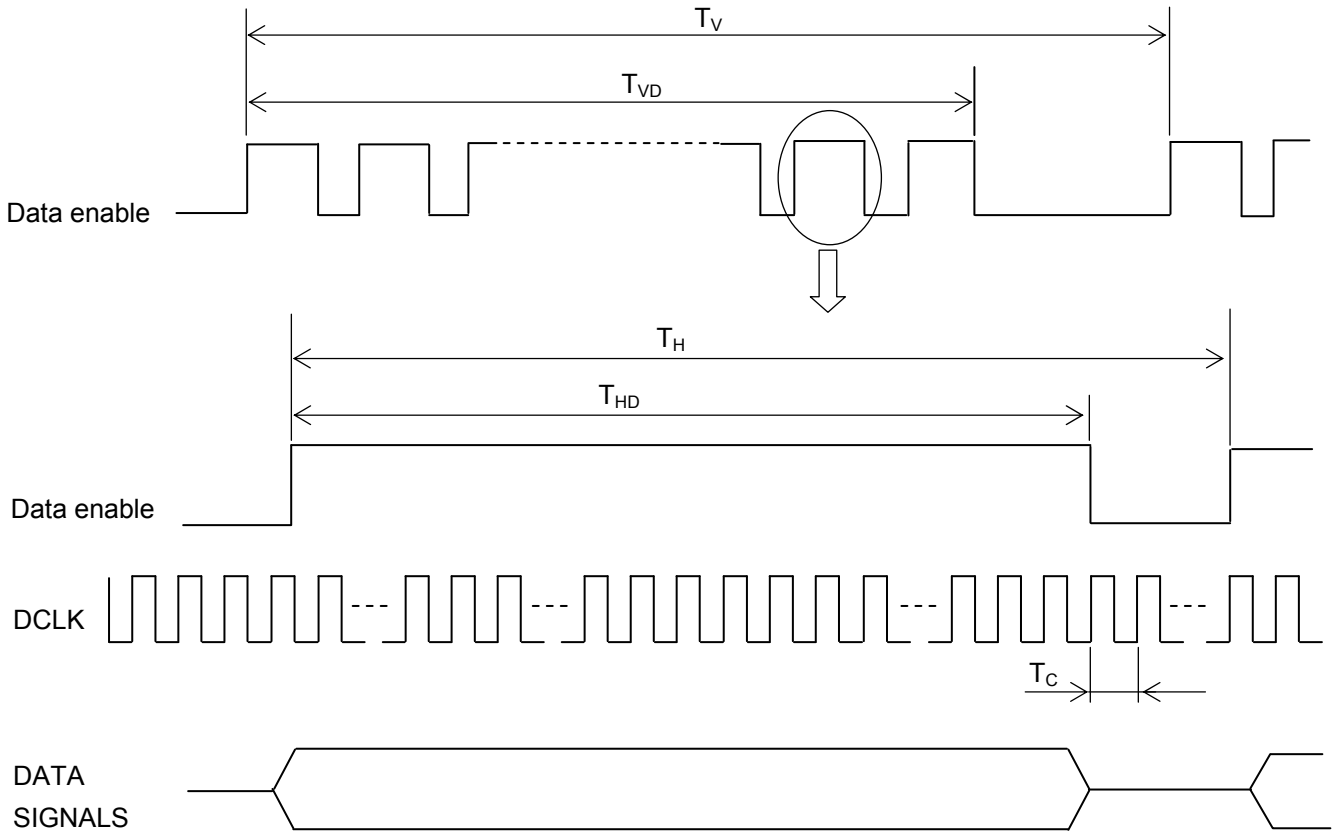 T_V
T_VD
Data enable
T_H
T_HD
Data enable
DCLK
T_C
DATA
SIGNALS